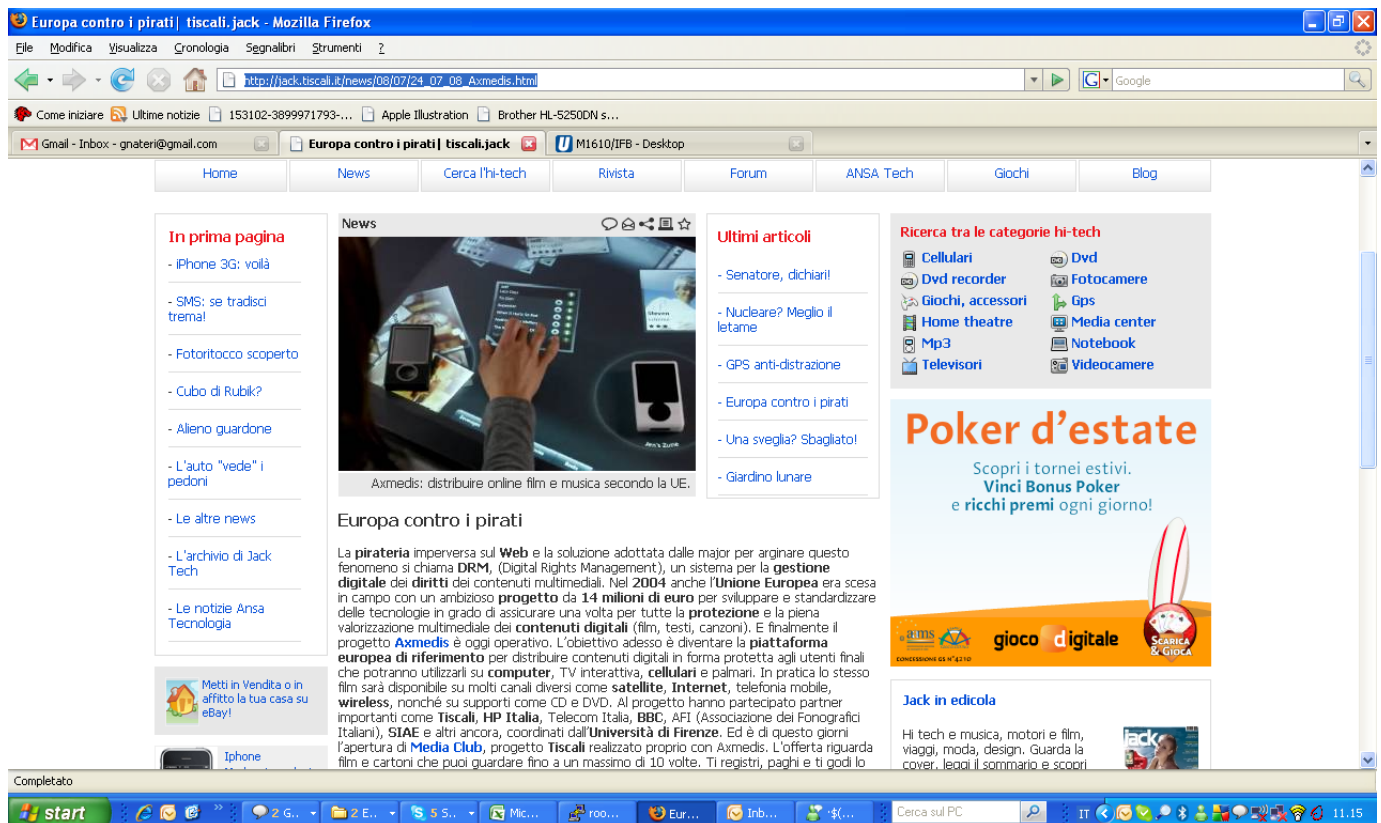 Europa contro i pirati| tiscali.jack - Mozilla Firefox
File Modifica Visualizza Cronologia Segnalibri Strumenti ?
http://jack.tiscali.it/news/08/07/24_07_08_Axmedis.html
G Google
Come iniziare Ultime notizie 153102-3899971793-... Apple Illustration Brother HL-5250DN s...
Gmail - Inbox - gnateri@gmail.com
Europa contro i pirati| tiscali.jack
M1610/IFB - Desktop
Home News Cerca l'hi-tech Rivista Forum ANSA Tech Giochi Blog
In prima pagina
- iPhone 3G: voilà
- SMS: se tradisci
trema!
- Fotoritocco scoperto
- Cubo di Rubik?
- Alieno guardone
- L'auto "vede" i
pedoni
- Le altre news
- L'archivio di Jack
Tech
- Le notizie Ansa
Tecnologia
Metti in Vendita o in
affitto la tua casa su
eBay!
Iphone
News
Axmedis: distribuire online film e musica secondo la UE.
Europa contro i pirati
La pirateria imperversa sul Web e la soluzione adottata dalle major per arginare questo
fenomeno si chiama DRM, (Digital Rights Management), un sistema per la gestione
digitale dei diritti dei contenuti multimediali. Nel 2004 anche l'Unione Europea era scesa
in campo con un ambizioso progetto da 14 milioni di euro per sviluppare e standardizzare
delle tecnologie in grado di assicurare una volta per tutte la protezione e la piena
valorizzazione multimediale dei contenuti digitali (film, testi, canzoni). E finalmente il
progetto Axmedis è oggi operativo. L'obiettivo adesso è diventare la piattaforma
europea di riferimento per distribuire contenuti digitali in forma protetta agli utenti finali
che potranno utilizzarli su computer, TV interattiva, cellulari e palmari. In pratica lo stesso
film sarà disponibile su molti canali diversi come satellite, Internet, telefonia mobile,
wireless, nonché su supporti come CD e DVD. Al progetto hanno partecipato partner
importanti come Tiscali, HP Italia, Telecom Italia, BBC, AFI (Associazione dei Fonografici
Italiani), SIAE e altri ancora, coordinati dall'Università di Firenze. Ed è di questo giorni
l'apertura di Media Club, progetto Tiscali realizzato proprio con Axmedis. L'offerta riguarda
film e cartoni che puoi guardare fino a un massimo di 10 volte. Ti registri, paghi e ti godi lo
Ultimi articoli
- Senatore, dichiari!
- Nucleare? Meglio il
letame
- GPS anti-distrazione
- Europa contro i pirati
- Una sveglia? Sbagliato!
- Giardino lunare
Ricerca tra le categorie hi-tech
Cellulari Dvd
Dvd recorder Fotocamere
Giochi, accessori Gps
Home theatre Media center
Mp3 Notebook
Televisori Videocamere
Poker d'estate
Scopri i tornei estivi.
Vinci Bonus Poker
e ricchi premi ogni giorno!
aams gioco digitale
CONCESSIONE GS N°4210
SCARICA
& GIOCA
Jack in edicola
Hi tech e musica, motori e film,
viaggi, moda, design. Guarda la
cover, leggi il sommario e scopri
jack
Completato
start 2 G.. 2 E.. 5 S.. Mic... roo... Eur... Inb... :$(... Cerca sul PC IT 11.15